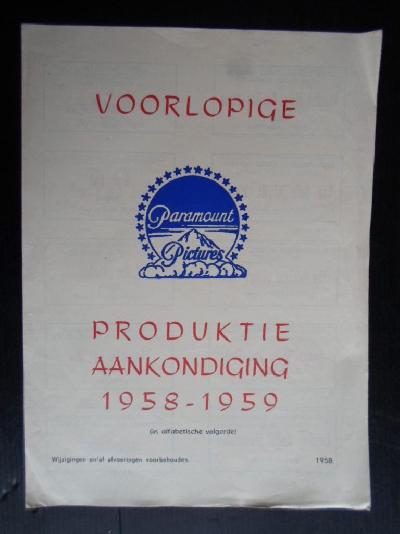 VOORLOPIGE
Paramount
Pictures
PRODUKTIE
AANKONDIGING
1958-1959
(in alfabetische volgorde)
Wijzigingen en/of afvoeringen voorbehouden. 1958